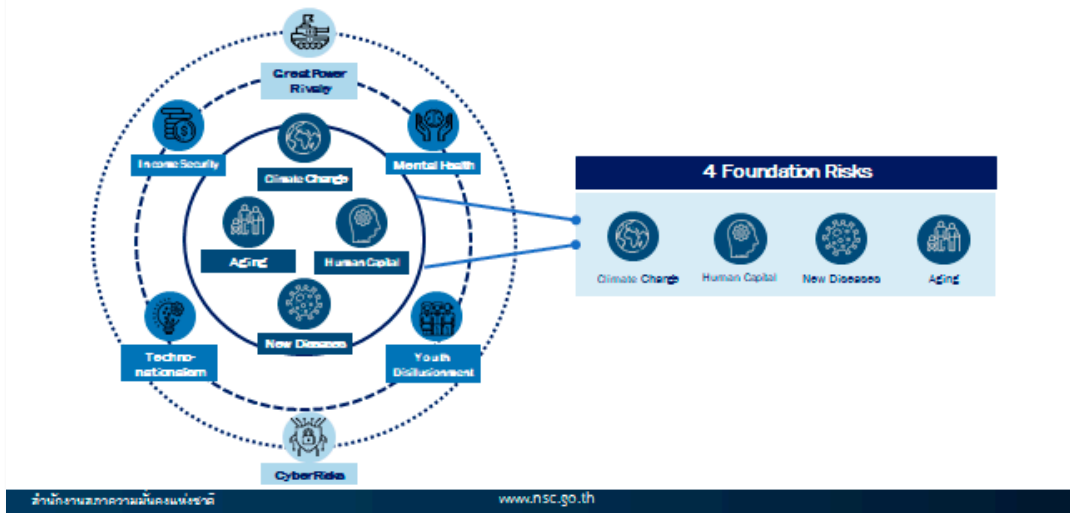 Great Power
Rivalry
Income Security
Mental Health
Climate Change
Aging
Human Capital
New Diseases
Techno-
nationalism
Youth
Disillusionment
Cyber Risks
4 Foundation Risks
Climate Change
Human Capital
New Diseases
Aging
สำนักงานสภาความมั่นคงแห่งชาติ
www.nsc.go.th